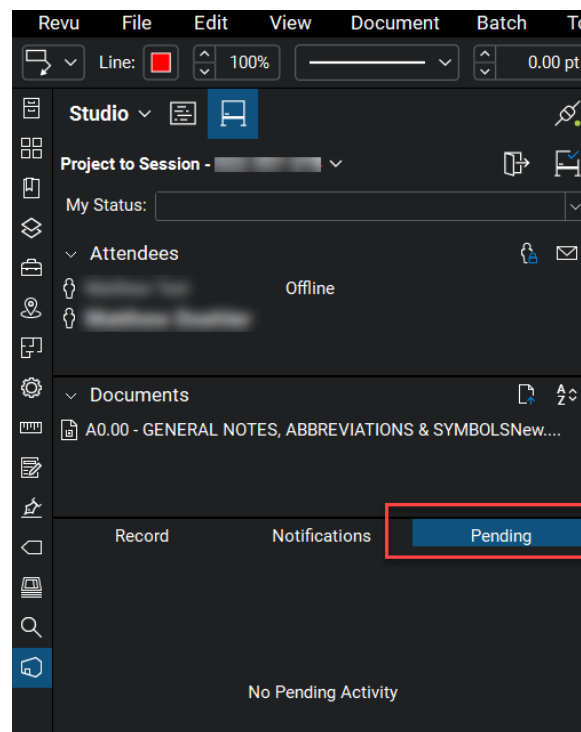 Revu File Edit View Document Batch
Line: 100% 0.00 pt
Studio
Project to Session -
My Status:
Attendees
Offline
Documents
A0.00 - GENERAL NOTES, ABBREVIATIONS & SYMBOLSNew....
Record Notifications Pending
No Pending Activity